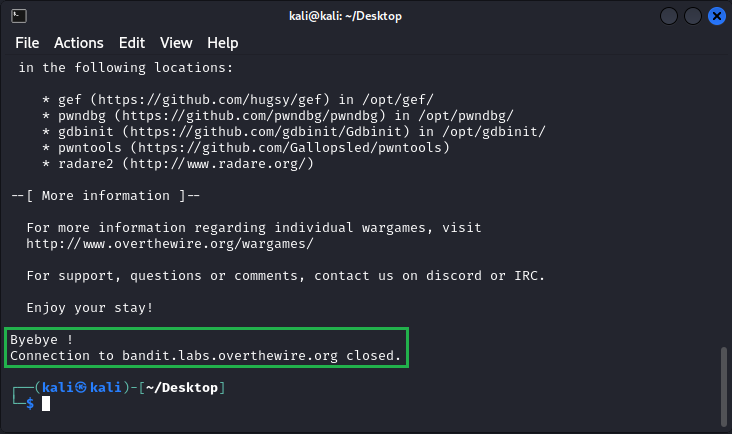 kali@kali: ~/Desktop
File Actions Edit View Help
in the following locations:
* gef (https://github.com/hugsy/gef) in /opt/gef/
* pwndbg (https://github.com/pwndbg/pwndbg) in /opt/pwndbg/
* gdbinit (https://github.com/gdbinit/Gdbinit) in /opt/gdbinit/
* pwntools (https://github.com/Gallopsled/pwntools)
* radare2 (http://www.radare.org/)
--[ More information ]--
For more information regarding individual wargames, visit
http://www.overthewire.org/wargames/
For support, questions or comments, contact us on discord or IRC.
Enjoy your stay!
Byebye !
Connection to bandit.labs.overthewire.org closed.
┌──(kali㉿kali)-[~/Desktop]
└─$